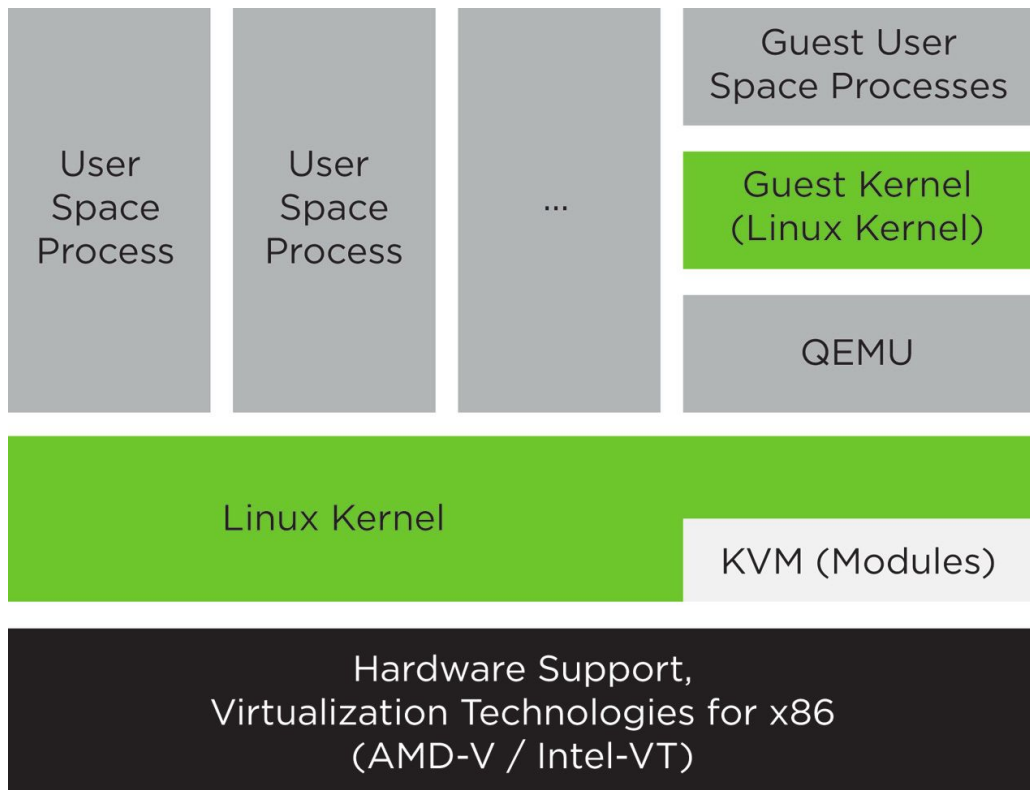 User
Space
Process
User
Space
Process
...
Guest User
Space Processes
Guest Kernel
(Linux Kernel)
QEMU
Linux Kernel
KVM (Modules)
Hardware Support,
Virtualization Technologies for x86
(AMD-V / Intel-VT)